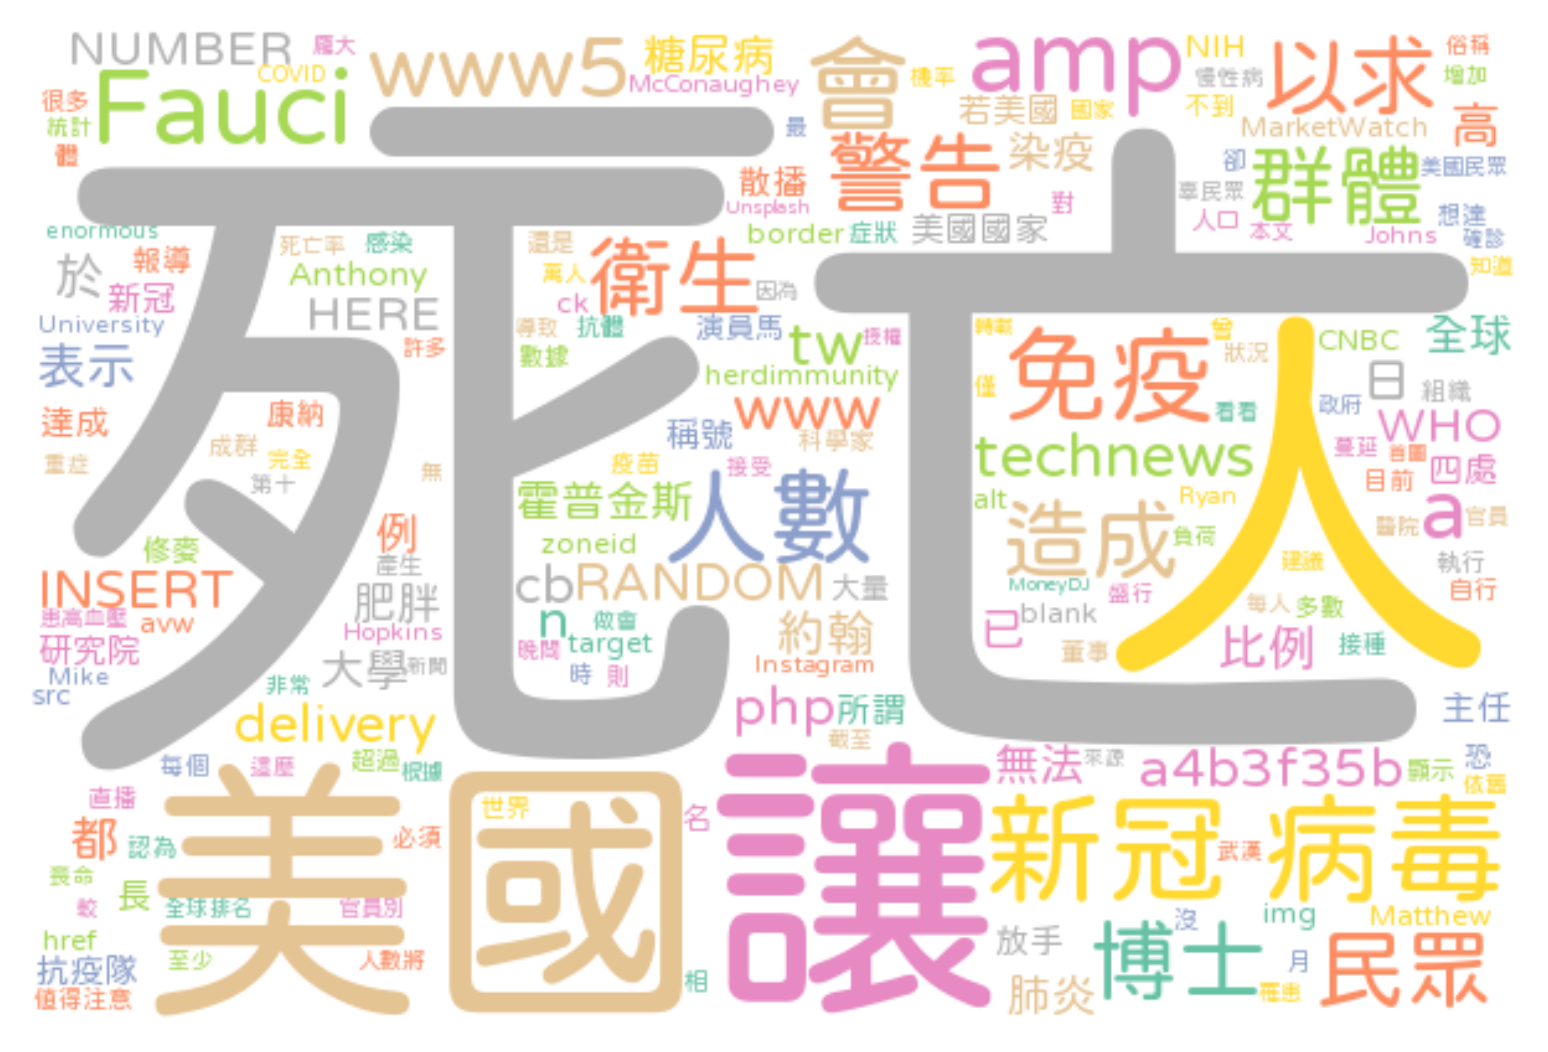 NUMBER
龐大
COVID
Fauci
www5
糖尿病
McConaughey
會
機率
amp
NIH
慢性病
以求
俗稱
增加
很多
統計
體
最
若美國
國家
不到
MarketWatch
高
死亡
警告
染疫
卻
群體
美國民眾
散播
Unsplash
對
辜民眾
人口
本文
想達
Johns
確診
enormous
border
症狀
美國國家
死亡率
感染
還是
衛生
於
報導
新冠
Anthony
萬人
ck
因為
知道
HERE
University
導致
抗體
演員馬
tw
授權
轉載
曾
免疫
狀況
人
CNBC
全球
表示
許多
數據
herdimmunity
僅
看看
日
組織
政府
達成
康納
www
稱號
科學家
WHO
成群
完全
重症
第十
無
疫苗
接受
technews
蔓延
首圖
目前
四處
霍普金斯
人數
alt
Ryan
a
官員
醫院
例
造成
負荷
修麥
zoneid
產生
建議
執行
INSERT
肥胖
cb
RANDOM
大量
MoneyDJ
盛行
自行
患高血壓
avw
n
做會
約翰
已
blank
每人
多數
Hopkins
研究院
晚間
target
董事
比例
接種
Mike
大學
新聞
時
則
Instagram
src
非常
php
所謂
主任
delivery
截至
每個
這麼
超過
根據
無法
來源
a4b3f35b
顯示
恐
依舊
直播
美國
世界
名
讓
新冠
病毒
都
認為
必須
武漢
喪命
較
長
全球排名
官員別
沒
img
Matthew
href
放手
博士
民眾
抗疫隊
至少
人數將
相
月
值得注意
肺炎
罹患